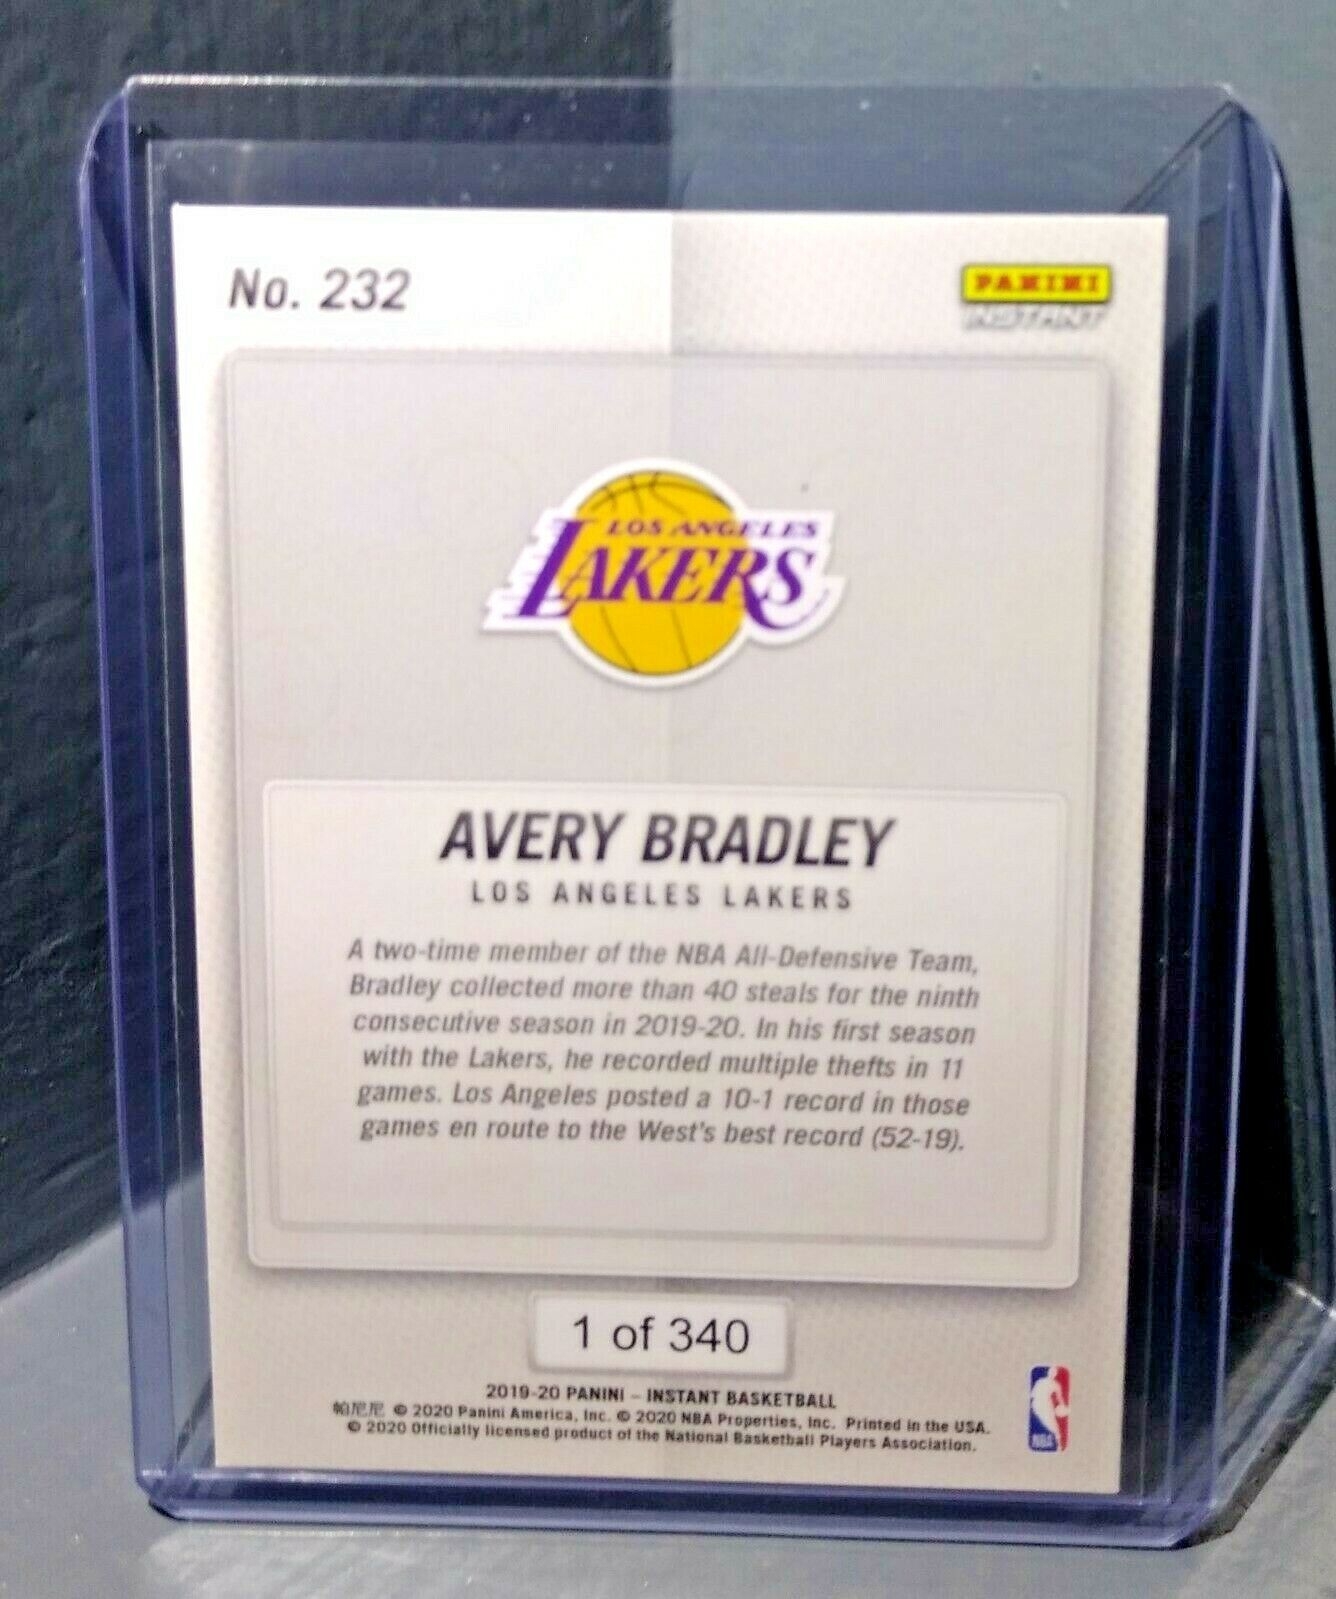 No. 232
PANINI
INSTANT
LOS ANGELES
LAKERS
AVERY BRADLEY
LOS ANGELES LAKERS
A two-time member of the NBA All-Defensive Team,
Bradley collected more than 40 steals for the ninth
consecutive season in 2019-20. In his first season
with the Lakers, he recorded multiple thefts in 11
games. Los Angeles posted a 10-1 record in those
games en route to the West's best record (52-19).
1 of 340
2019-20 PANINI – INSTANT BASKETBALL
帕尼尼 © 2020 Panini America, Inc. © 2020 NBA Properties, Inc. Printed in the USA.
© 2020 Officially licensed product of the National Basketball Players Association.
NBA